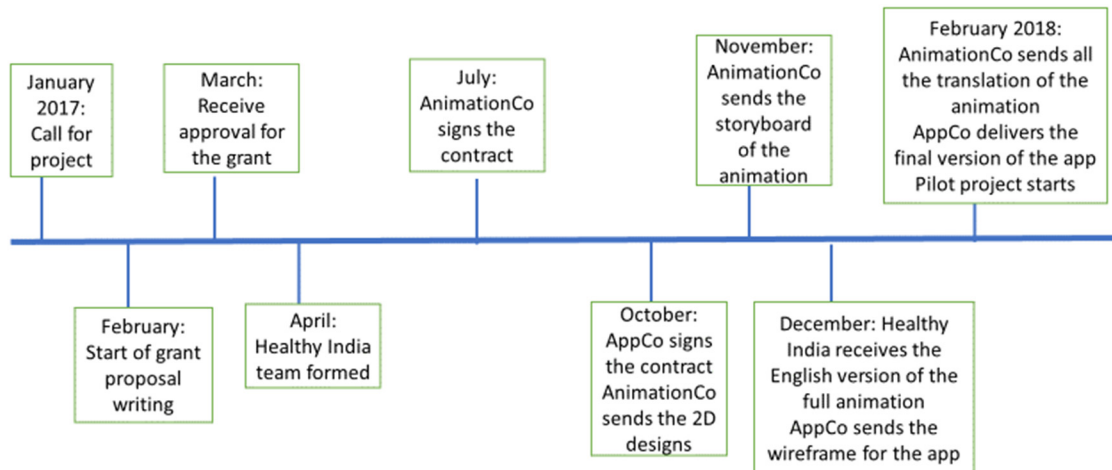 January
2017:
Call for
project
February:
Start of grant
proposal
writing
March:
Receive
approval for
the grant
April:
Healthy India
team formed
July:
AnimationCo
signs the
contract
October:
AppCo signs
the contract
AnimationCo
sends the 2D
designs
November:
AnimationCo
sends the
storyboard
of the
animation
December: Healthy
India receives the
English version of the
full animation
AppCo sends the
wireframe for the app
February 2018:
AnimationCo sends all
the translation of the
animation
AppCo delivers the
final version of the app
Pilot project starts